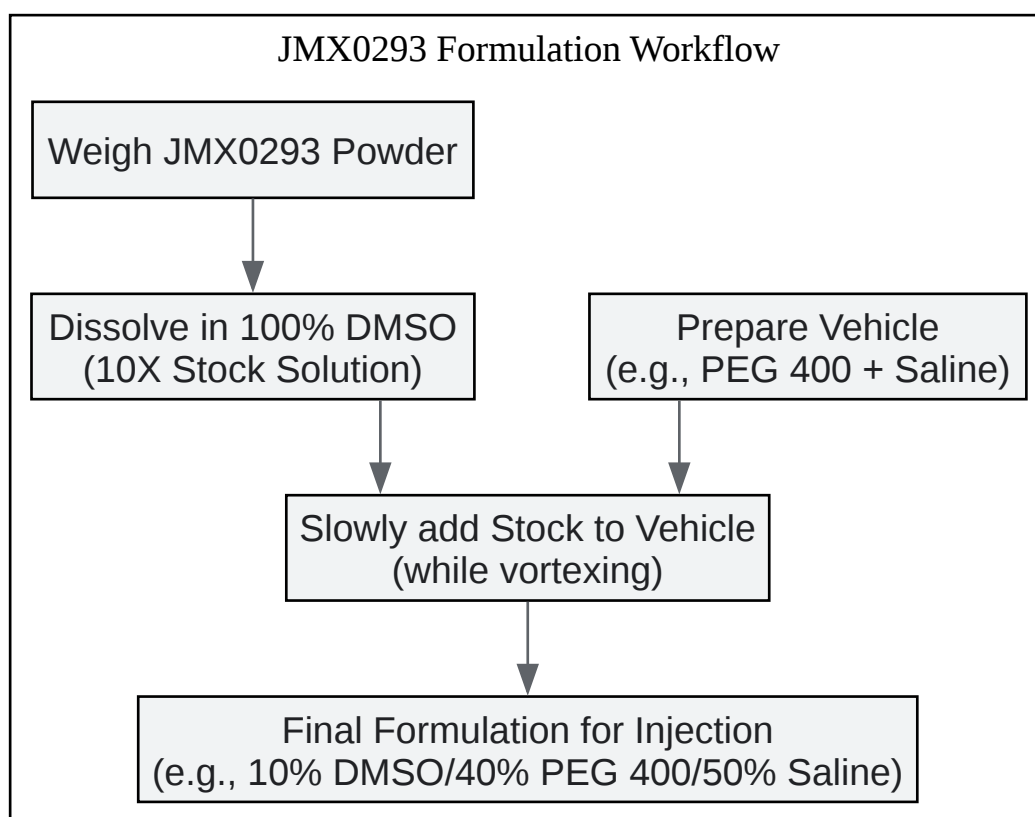 JMX0293 Formulation Workflow
Weigh JMX0293 Powder
Dissolve in 100% DMSO
(10X Stock Solution)
Prepare Vehicle
(e.g., PEG 400 + Saline)
Slowly add Stock to Vehicle
(while vortexing)
Final Formulation for Injection
(e.g., 10% DMSO/40% PEG 400/50% Saline)